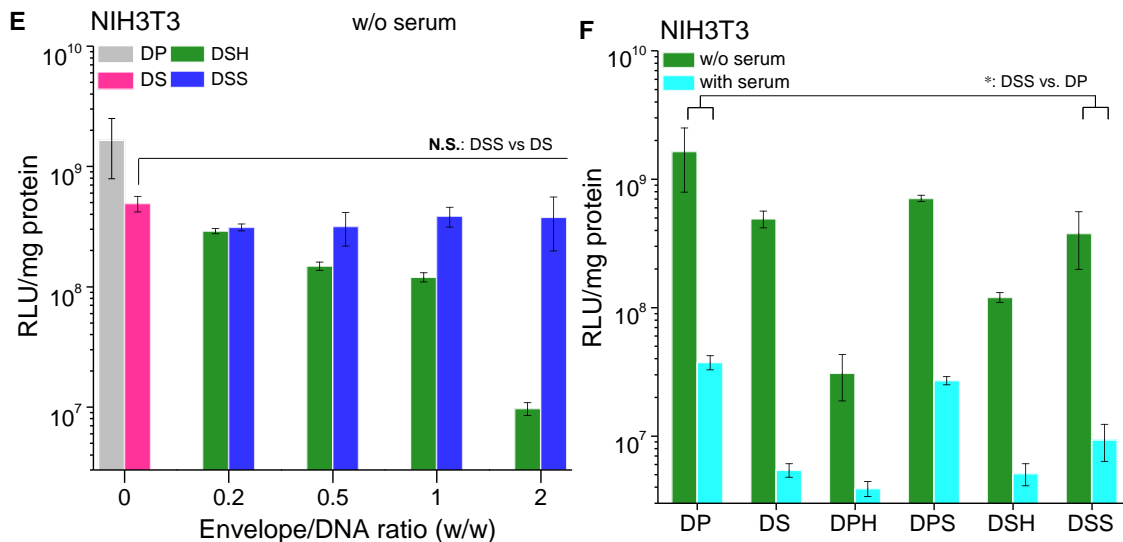 E NIH3T3 w/o serum
DP DSH
DS DSS
N.S.: DSS vs DS
RLU/mg protein
10^10
10^9
10^8
10^7
0 0.2 0.5 1 2
Envelope/DNA ratio (w/w)
F NIH3T3
w/o serum
with serum
*: DSS vs. DP
RLU/mg protein
10^10
10^9
10^8
10^7
DP DS DPH DPS DSH DSS